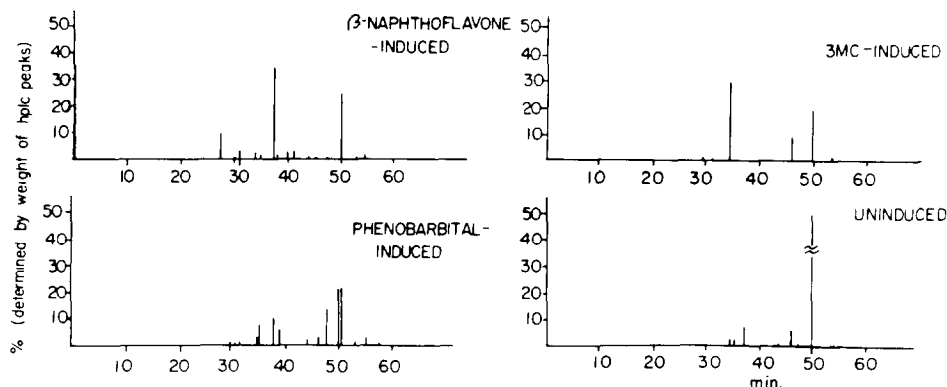 % (determined by weight of hplc peaks)
β-NAPHTHOFLAVONE
-INDUCED
50
40
30
20
10
10 20 30 40 50 60
3MC-INDUCED
50
40
30
20
10
10 20 30 40 50 60
PHENOBARBITAL-
INDUCED
50
40
30
20
10
10 20 30 40 50 60
UNINDUCED
50
40
30
20
10
10 20 30 40 50 60
min.